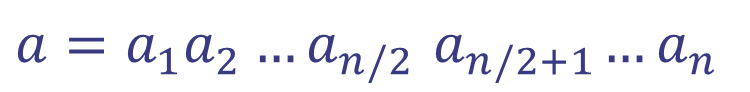 a = a₁a₂ … aₙ/₂ aₙ/₂₊₁ … aₙ